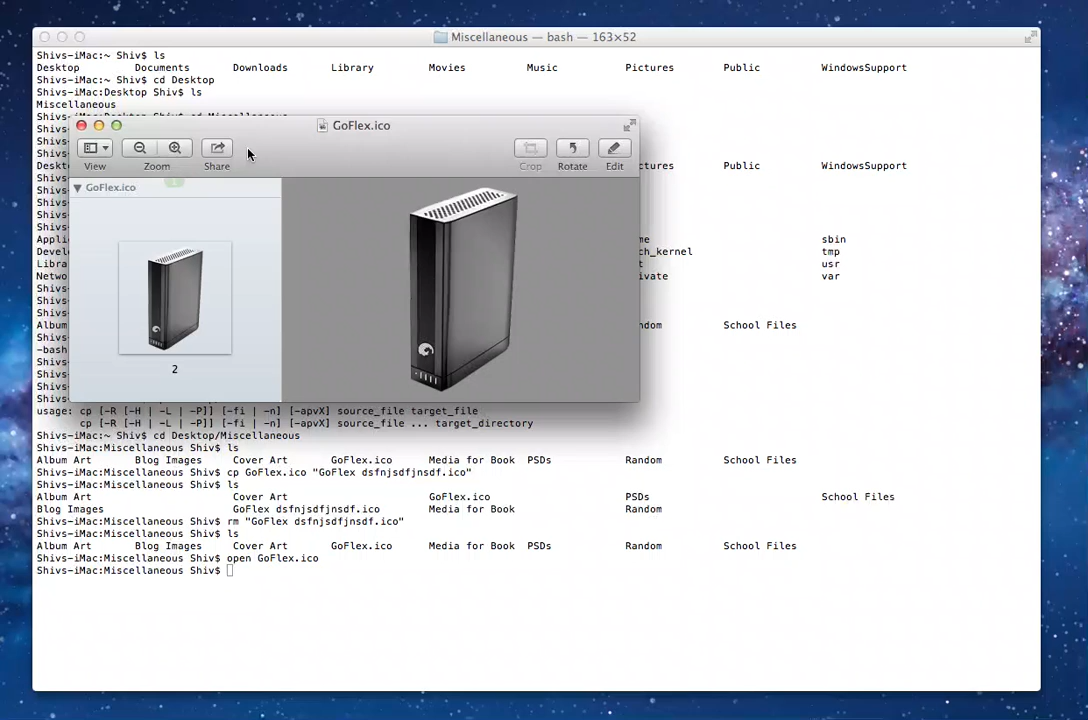 Miscellaneous — bash — 163×52
Shivs-iMac:~ Shiv$ ls
Desktop Documents Downloads Library Movies Music Pictures Public WindowsSupport
Shivs-iMac:~ Shiv$ cd Desktop
Shivs-iMac:Desktop Shiv$ ls
Miscellaneous
GoFlex.ico
View Zoom Share Crop Rotate Edit
GoFlex.ico
2
Public WindowsSupport
sbin
tmp
usr
var
School Files
-bash
usage: cp [-R [-H | -L | -P]] [-fi | -n] [-apvX] source_file target_file
cp [-R [-H | -L | -P]] [-fi | -n] [-apvX] source_file ... target_directory
Shivs-iMac:~ Shiv$ cd Desktop/Miscellaneous
Shivs-iMac:Miscellaneous Shiv$ ls
Album Art Blog Images Cover Art GoFlex.ico Media for Book PSDs Random School Files
Shivs-iMac:Miscellaneous Shiv$ cp GoFlex.ico "GoFlex dsfnjsdfjnsdf.ico"
Shivs-iMac:Miscellaneous Shiv$ ls
Album Art Cover Art GoFlex.ico PSDs School Files
Blog Images GoFlex dsfnjsdfjnsdf.ico Media for Book Random
Shivs-iMac:Miscellaneous Shiv$ rm "GoFlex dsfnjsdfjnsdf.ico"
Shivs-iMac:Miscellaneous Shiv$ ls
Album Art Blog Images Cover Art GoFlex.ico Media for Book PSDs Random School Files
Shivs-iMac:Miscellaneous Shiv$ open GoFlex.ico
Shivs-iMac:Miscellaneous Shiv$